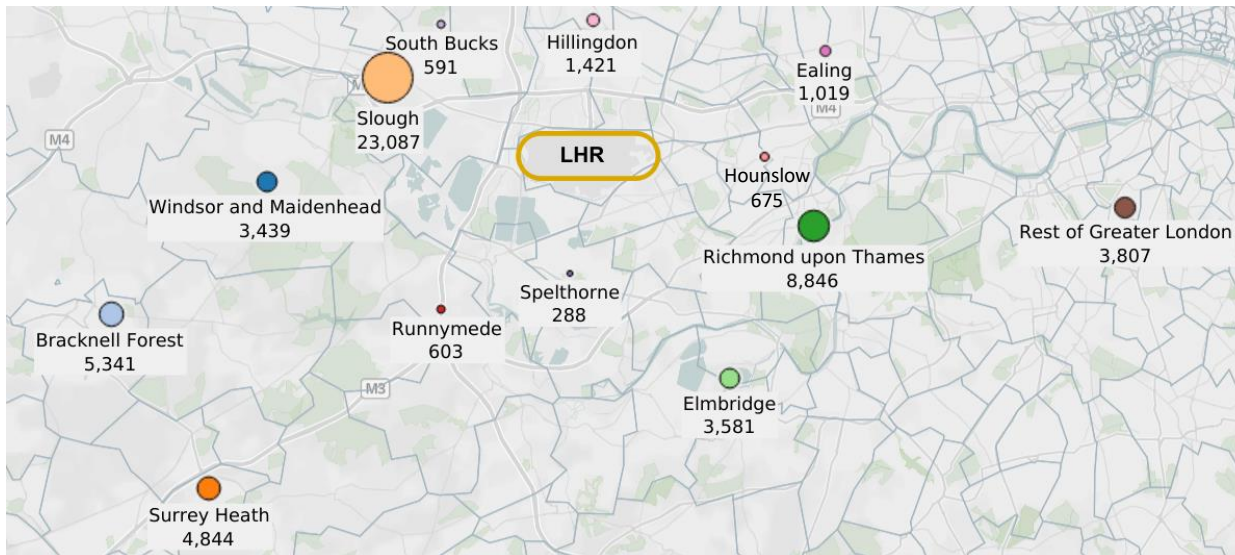 South Bucks
591
Hillingdon
1,421
Ealing
1,019
M4
Slough
23,087
M4
LHR
Hounslow
675
Windsor and Maidenhead
3,439
Richmond upon Thames
8,846
Rest of Greater London
3,807
Spelthorne
288
Runnymede
603
Bracknell Forest
5,341
M3
Elmbridge
3,581
Surrey Heath
4,844